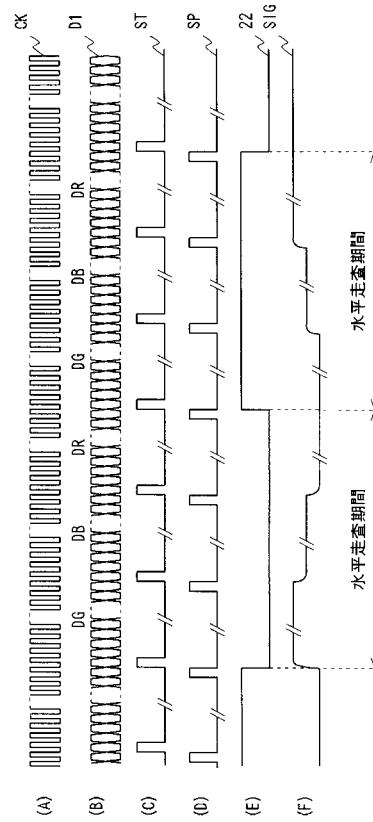 (A) CK
(B) D1
DG DB DR DG DB DR
(C) ST
(D) SP
(E) 22
(F) SIG
水平走査期間 水平走査期間